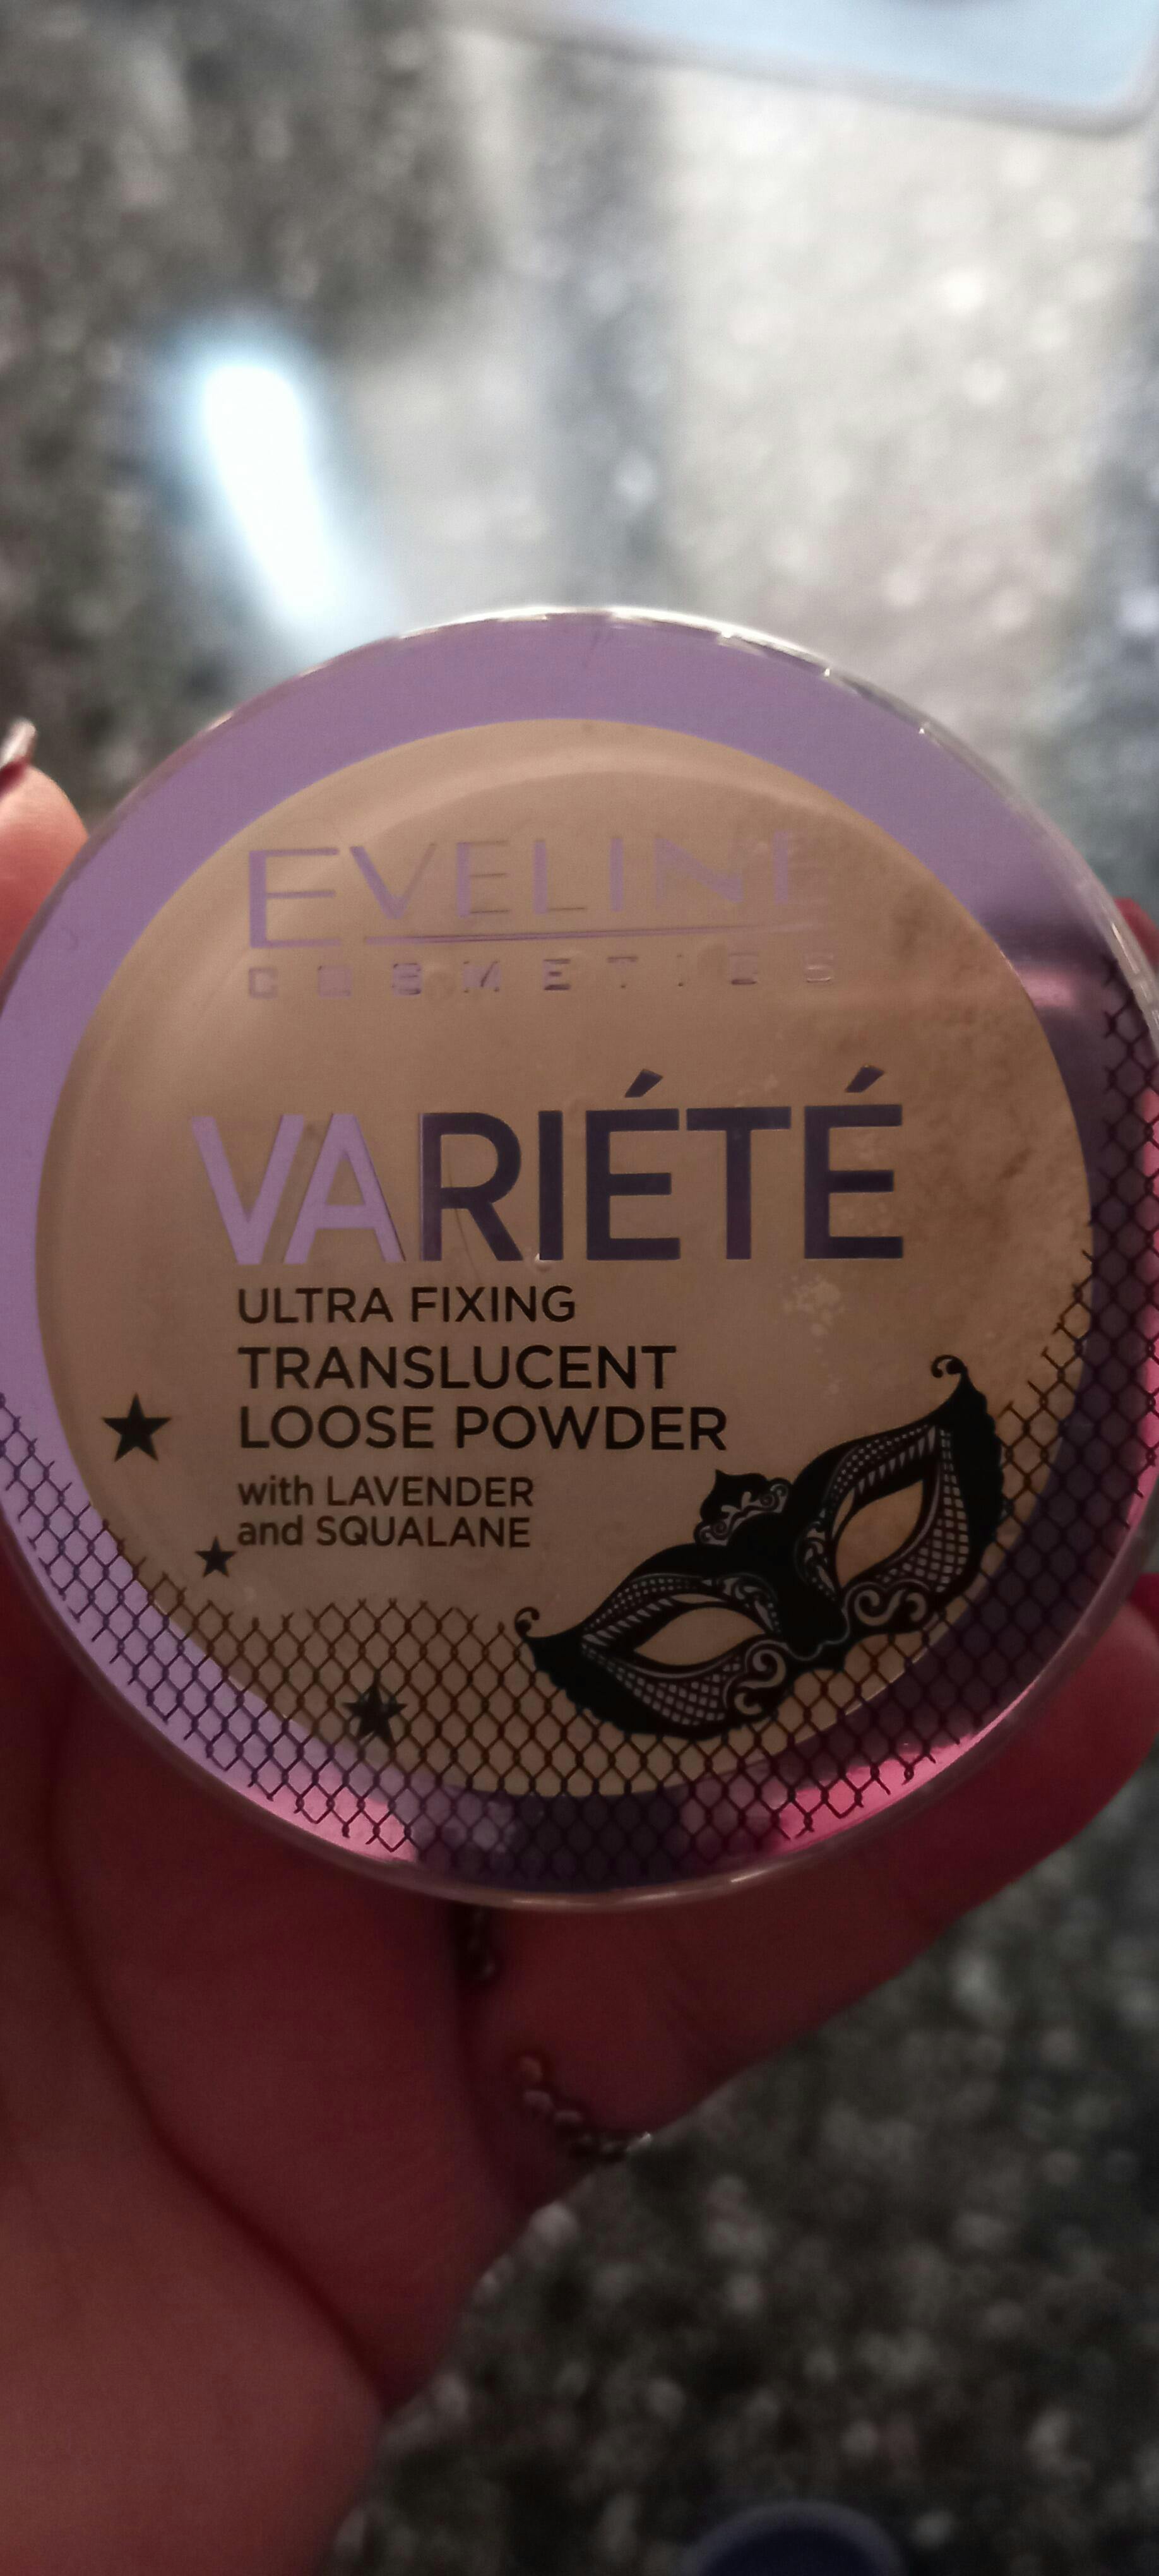 EVELINE
COSMETICS
VARIÉTÉ
ULTRA FIXING
TRANSLUCENT
LOOSE POWDER
with LAVENDER
and SQUALANE